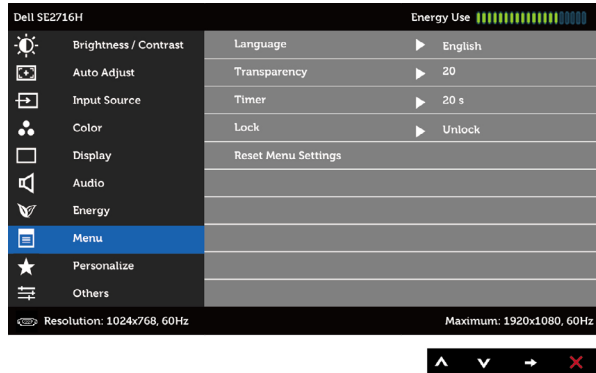 Dell SE2716H Energy Use
Brightness / Contrast Language English
Auto Adjust Transparency 20
Input Source Timer 20 s
Color Lock Unlock
Display Reset Menu Settings
Audio
Energy
Menu
Personalize
Others
Resolution: 1024x768, 60Hz Maximum: 1920x1080, 60Hz